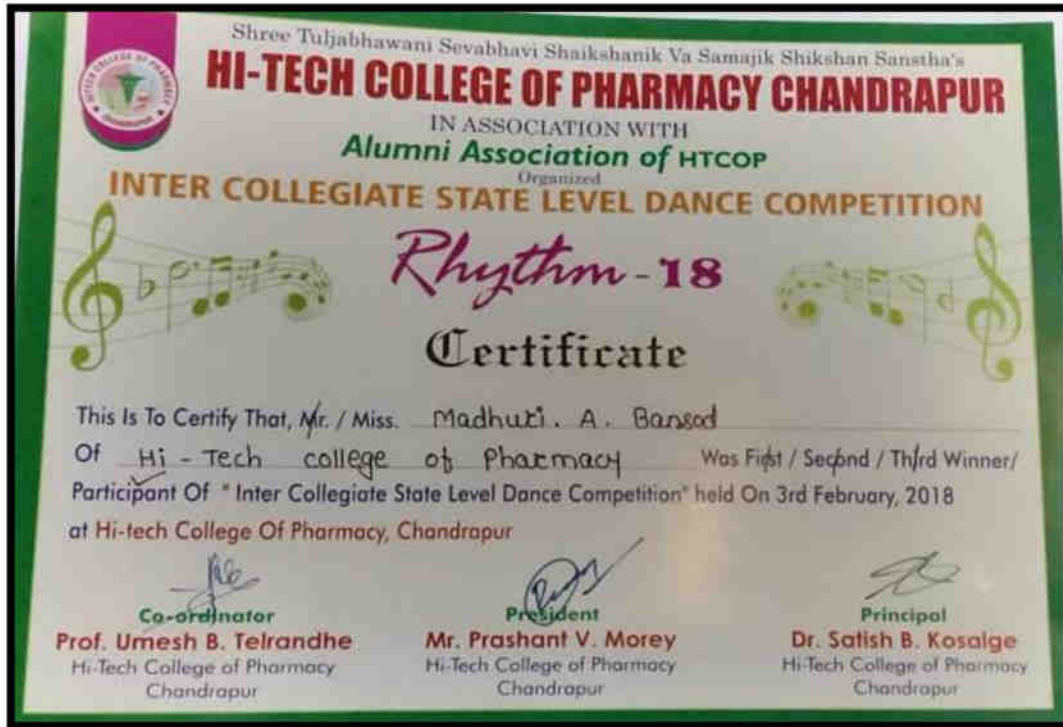 Shree Tuljabhawani Sevabhavi Shaikshanik Va Samajik Shikshan Sanstha's
HI-TECH COLLEGE OF PHARMACY CHANDRAPUR
IN ASSOCIATION WITH
Alumni Association of HTCOP
Organized
INTER COLLEGIATE STATE LEVEL DANCE COMPETITION
Rhythm-18
Certificate
This Is To Certify That, Mr. / Miss. Madhuri. A. Bansod
Of Hi-Tech college of Pharmacy Was First / Second / Third Winner/
Participant Of " Inter Collegiate State Level Dance Competition" held On 3rd February, 2018
at Hi-tech College Of Pharmacy, Chandrapur
Co-ordinator President Principal
Prof. Umesh B. Telrandhe Mr. Prashant V. Morey Dr. Satish B. Kosalge
Hi-Tech College of Pharmacy Hi-Tech College of Pharmacy Hi-Tech College of Pharmacy
Chandrapur Chandrapur Chandrapur